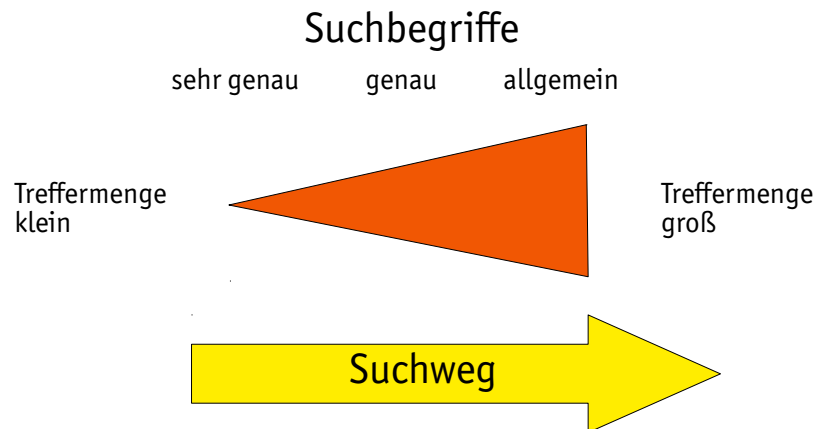 Suchbegriffe
sehr genau genau allgemein
Treffermenge
klein
Treffermenge
groß
Suchweg